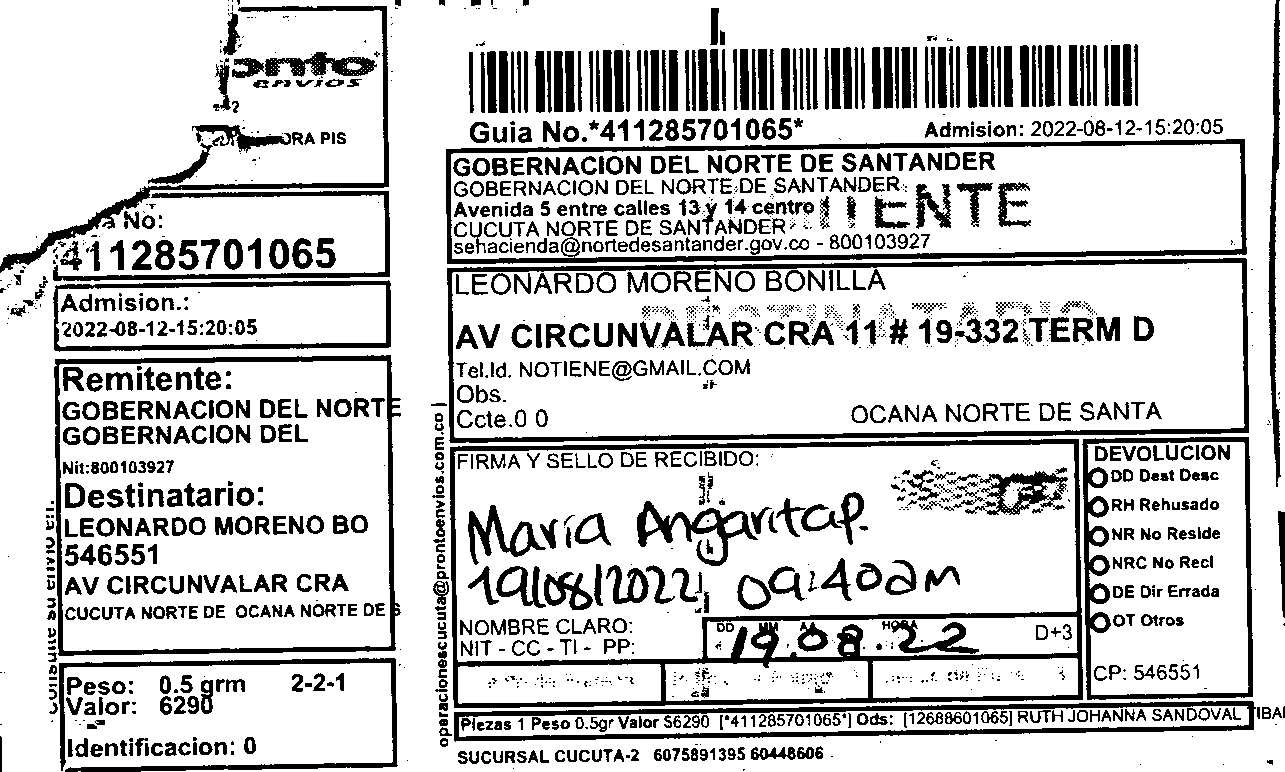 envios
ORA PIS
No:
411285701065
Admision.:
2022-08-12-15:20:05
Remitente:
GOBERNACION DEL NORTE
GOBERNACION DEL
Nit:800103927
Destinatario:
LEONARDO MORENO BO
546551
AV CIRCUNVALAR CRA
CUCUTA NORTE DE OCANA NORTE DE S
Peso: 0.5 grm 2-2-1
Valor: 6290
Identificacion: 0
Guia No.*411285701065*
Admision: 2022-08-12-15:20:05
GOBERNACION DEL NORTE DE SANTANDER
GOBERNACION DEL NORTE DE SANTANDER
Avenida 5 entre calles 13 y 14 centro
CUCUTA NORTE DE SANTANDER
sehacienda@nortedesantander.gov.co - 800103927
LEONARDO MORENO BONILLA
DESTINATARIO
AV CIRCUNVALAR CRA 11 # 19-332 TERM D
Tel.Id. NOTIENE@GMAIL.COM
Obs.
Ccte.0 0
OCANA NORTE DE SANTA
operacionescucuta@prontoenvios.com.co |
FIRMA Y SELLO DE RECIBIDO:
Maria Angarita P.
19/08/2022, 09:40am
NOMBRE CLARO:
NIT - CC - TI - PP:
DD MM AA HORA
19.08.22
D+3
DEVOLUCION
DD Dest Desc
RH Rehusado
NR No Reside
NRC No Recl
DE Dir Errada
OT Otros
CP: 546551
Piezas 1 Peso 0.5gr Valor $6290 [*411285701065*] Ods: [12688601065] RUTH JOHANNA SANDOVAL TIBA
SUCURSAL CUCUTA-2 6075891395 60448606